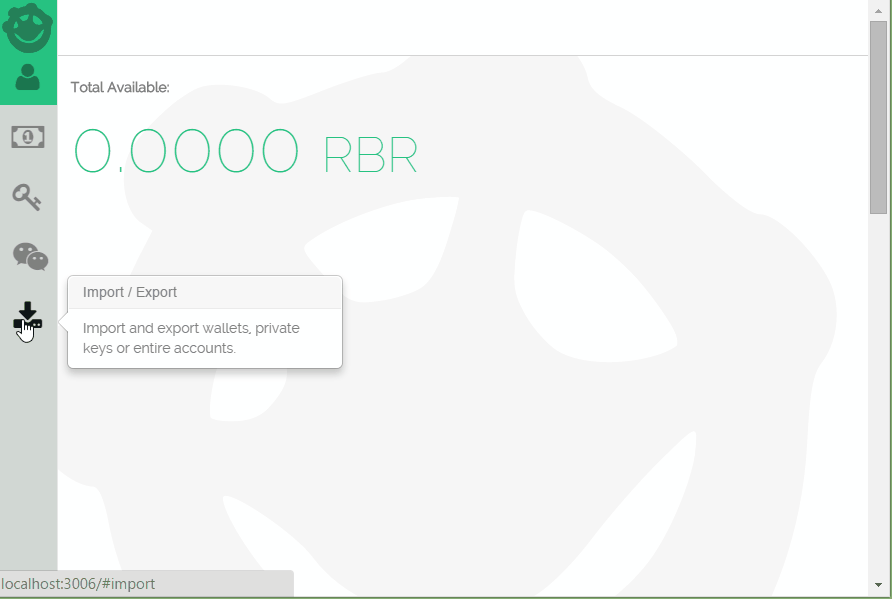 Total Available:
0.0000 RBR
Import / Export
Import and export wallets, private
keys or entire accounts.
localhost:3006/#import